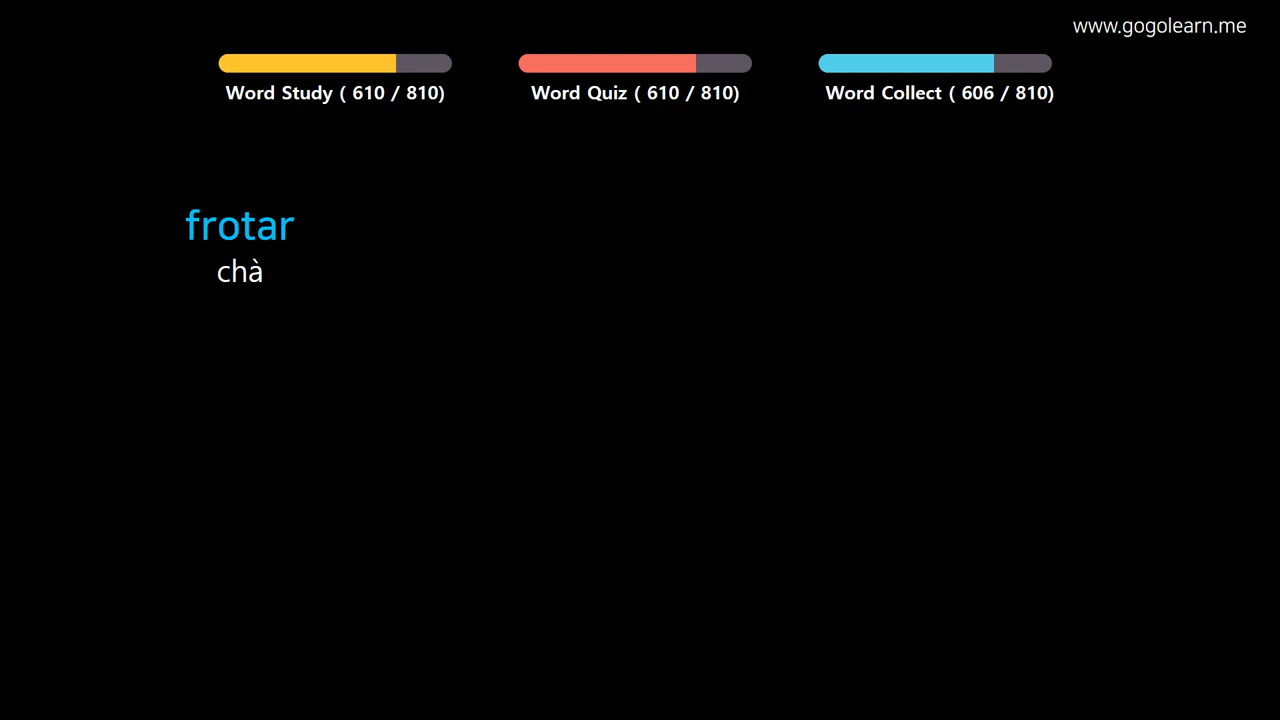 www.gogolearn.me
Word Study ( 610 / 810)
Word Quiz ( 610 / 810)
Word Collect ( 606 / 810)
frotar
chà